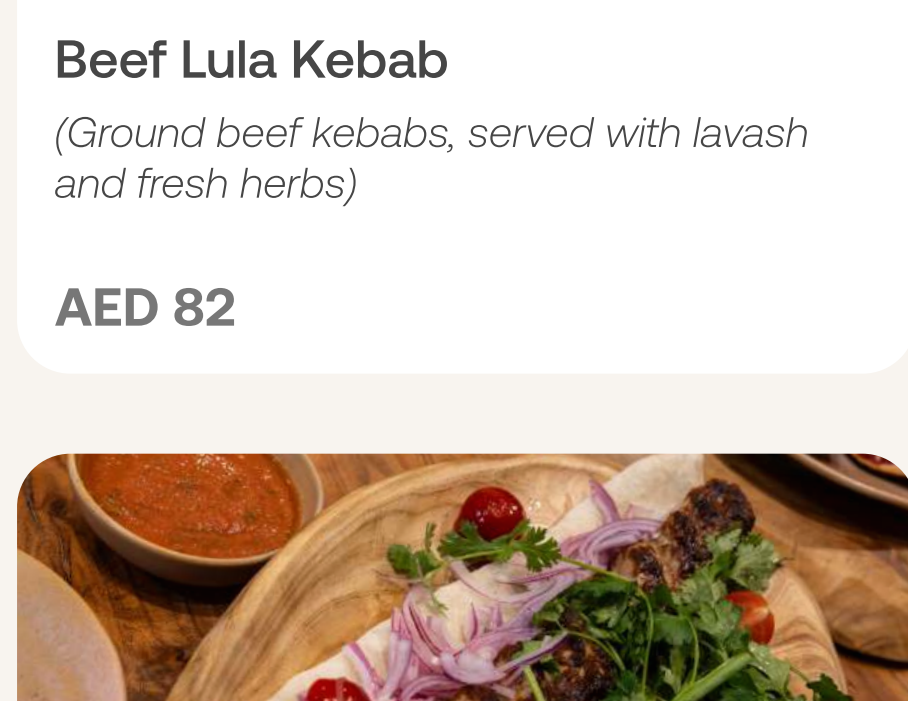 Beef Lula Kebab
(Ground beef kebabs, served with lavash
and fresh herbs)
AED 82